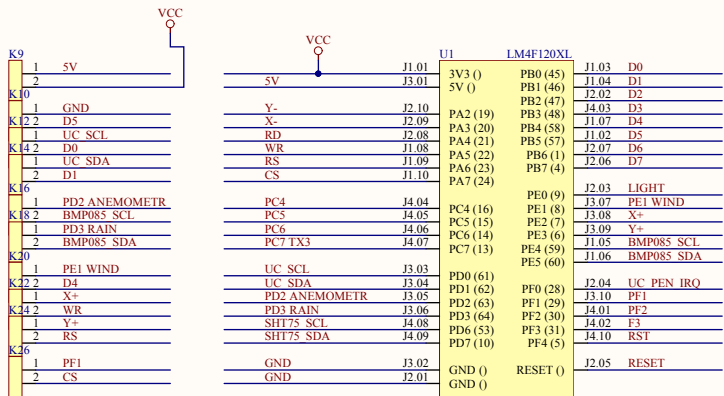 VCC
VCC
K9
1 5V
2
K10
1 GND
K12 2 D5
1 UC_SCL
K14 2 D0
1 UC_SDA
2 D1
K16
1 PD2 ANEMOMETR
K18 2 BMP085_SCL
1 PD3 RAIN
2 BMP085_SDA
K20
1 PE1 WIND
K22 2 D4
1 X+
K24 2 WR
1 Y+
2 RS
K26
1 PF1
2 CS
U1 LM4F120XL
J1.01 3V3 ()
5V J3.01 5V ()
Y- J2.10 PA2 (19)
X- J2.09 PA3 (20)
RD J2.08 PA4 (21)
WR J1.08 PA5 (22)
RS J1.09 PA6 (23)
CS J1.10 PA7 (24)
PC4 J4.04 PC4 (16)
PC5 J4.05 PC5 (15)
PC6 J4.06 PC6 (14)
PC7 TX3 J4.07 PC7 (13)
UC_SCL J3.03 PD0 (61)
UC_SDA J3.04 PD1 (62)
PD2 ANEMOMETR J3.05 PD2 (63)
PD3 RAIN J3.06 PD3 (64)
SHT75_SCL J4.08 PD6 (53)
SHT75_SDA J4.09 PD7 (10)
GND J3.02 GND ()
GND J2.01 GND ()
PB0 (45) J1.03 D0
PB1 (46) J1.04 D1
PB2 (47) J2.02 D2
PB3 (48) J4.03 D3
PB4 (58) J1.07 D4
PB5 (57) J1.02 D5
PB6 (1) J2.07 D6
PB7 (4) J2.06 D7
PE0 (9) J2.03 LIGHT
PE1 (8) J3.07 PE1 WIND
PE2 (7) J3.08 X+
PE3 (6) J3.09 Y+
PE4 (59) J1.05 BMP085_SCL
PE5 (60) J1.06 BMP085_SDA
PF0 (28) J2.04 UC_PEN_IRQ
PF1 (29) J3.10 PF1
PF2 (30) J4.01 PF2
PF3 (31) J4.02 F3
PF4 (5) J4.10 RST
RESET () J2.05 RESET